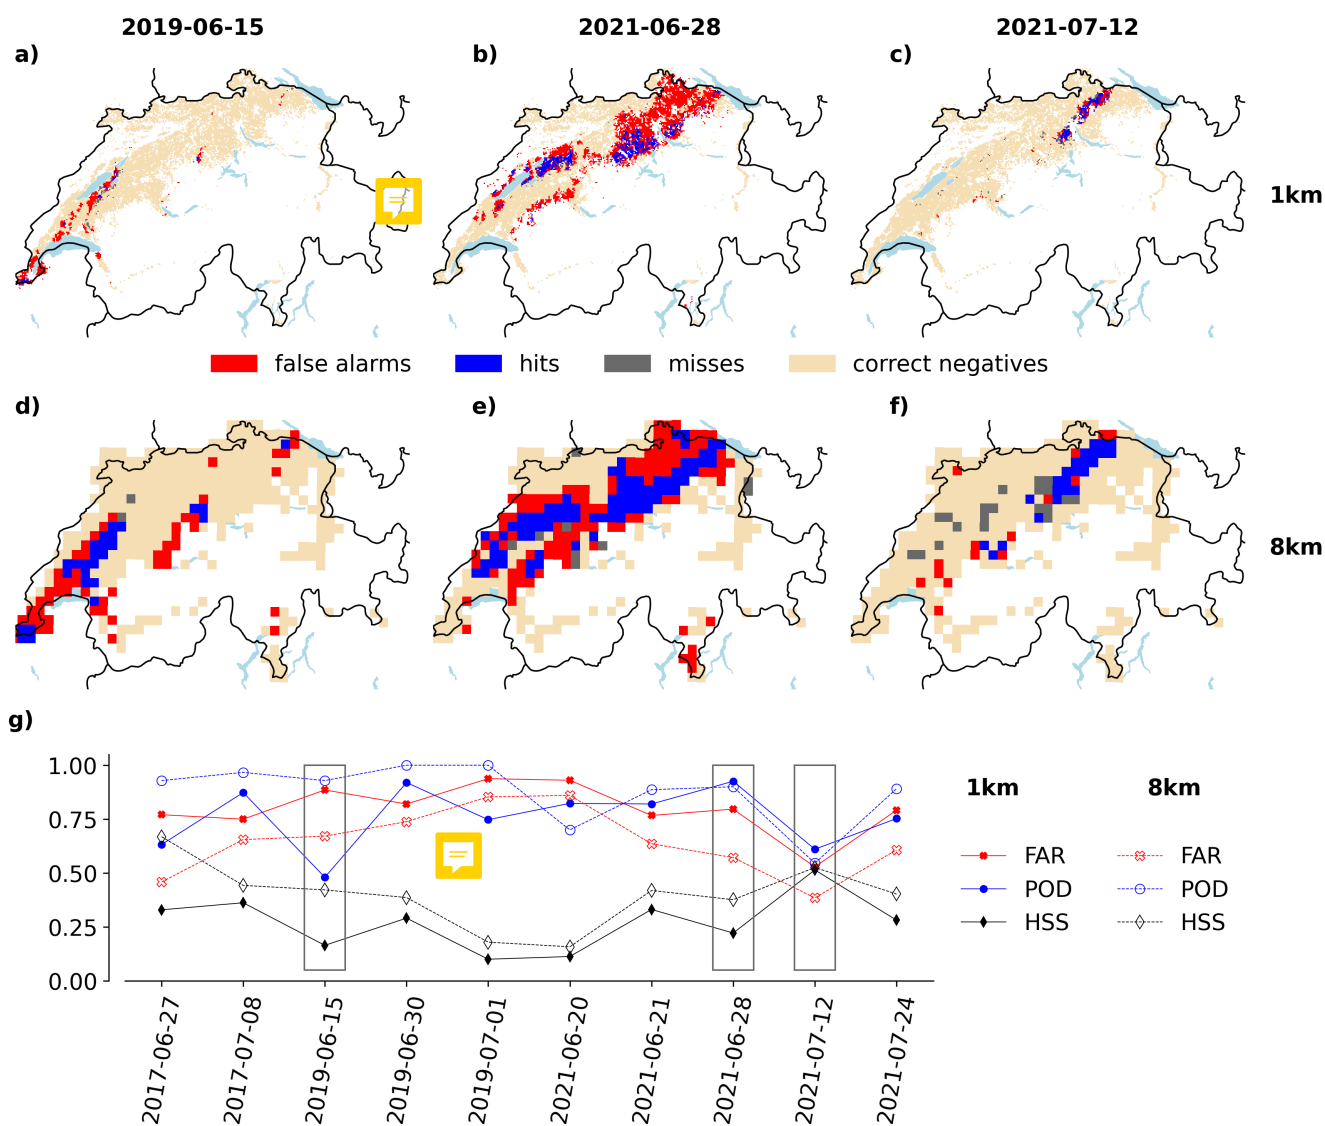 2019-06-15
2021-06-28
2021-07-12
a)
b)
c)
1km
false alarms
hits
misses
correct negatives
d)
e)
f)
8km
g)
1.00
0.75
0.50
0.25
0.00
2017-06-27
2017-07-08
2019-06-15
2019-06-30
2019-07-01
2021-06-20
2021-06-21
2021-06-28
2021-07-12
2021-07-24
1km
8km
FAR
FAR
POD
POD
HSS
HSS